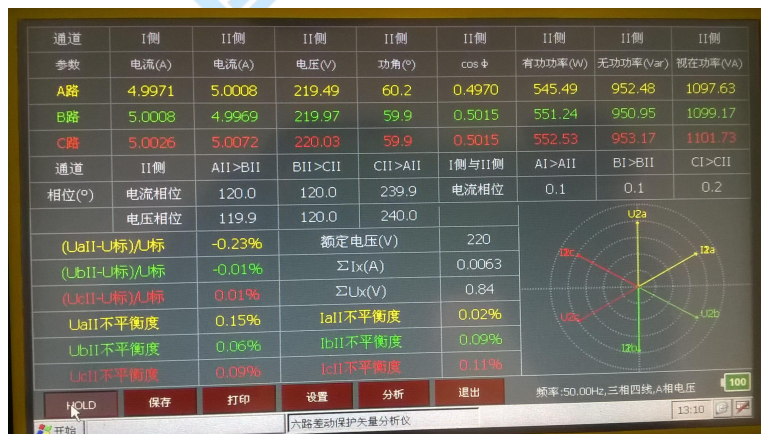 通道 I侧 II侧 II侧 II侧 II侧 II侧 II侧 II侧
参数 电流(A) 电流(A) 电压(V) 功角(°) cosΦ 有功功率(W) 无功功率(Var) 视在功率(VA)
A路 4.9971 5.0008 219.49 60.2 0.4970 545.49 952.48 1097.63
B路 5.0008 4.9969 219.97 59.9 0.5015 551.24 950.95 1099.17
C路 5.0026 5.0072 220.03 59.9 0.5015 552.53 953.17 1101.73
通道 II侧 AII>BII BII>CII CII>AII I侧与II侧 AI>AII BI>BII CI>CII
相位(°) 电流相位 120.0 120.0 239.9 电流相位 0.1 0.1 0.2
电压相位 119.9 120.0 240.0
(UaII-U标)/U标 -0.23% 额定电压(V) 220
(UbII-U标)/U标 -0.01% ΣIx(A) 0.0063
(UcII-U标)/U标 0.01% ΣUx(V) 0.84
UaII不平衡度 0.15% IaII不平衡度 0.02%
UbII不平衡度 0.06% IbII不平衡度 0.09%
UcII不平衡度 0.09% IcII不平衡度 0.11%
U2a
I2a
U2b
U2c
HOLD 保存 打印 设置 分析 退出 频率:50.00Hz,三相四线,A相电压 100
开始 六路差动保护矢量分析仪 13:10